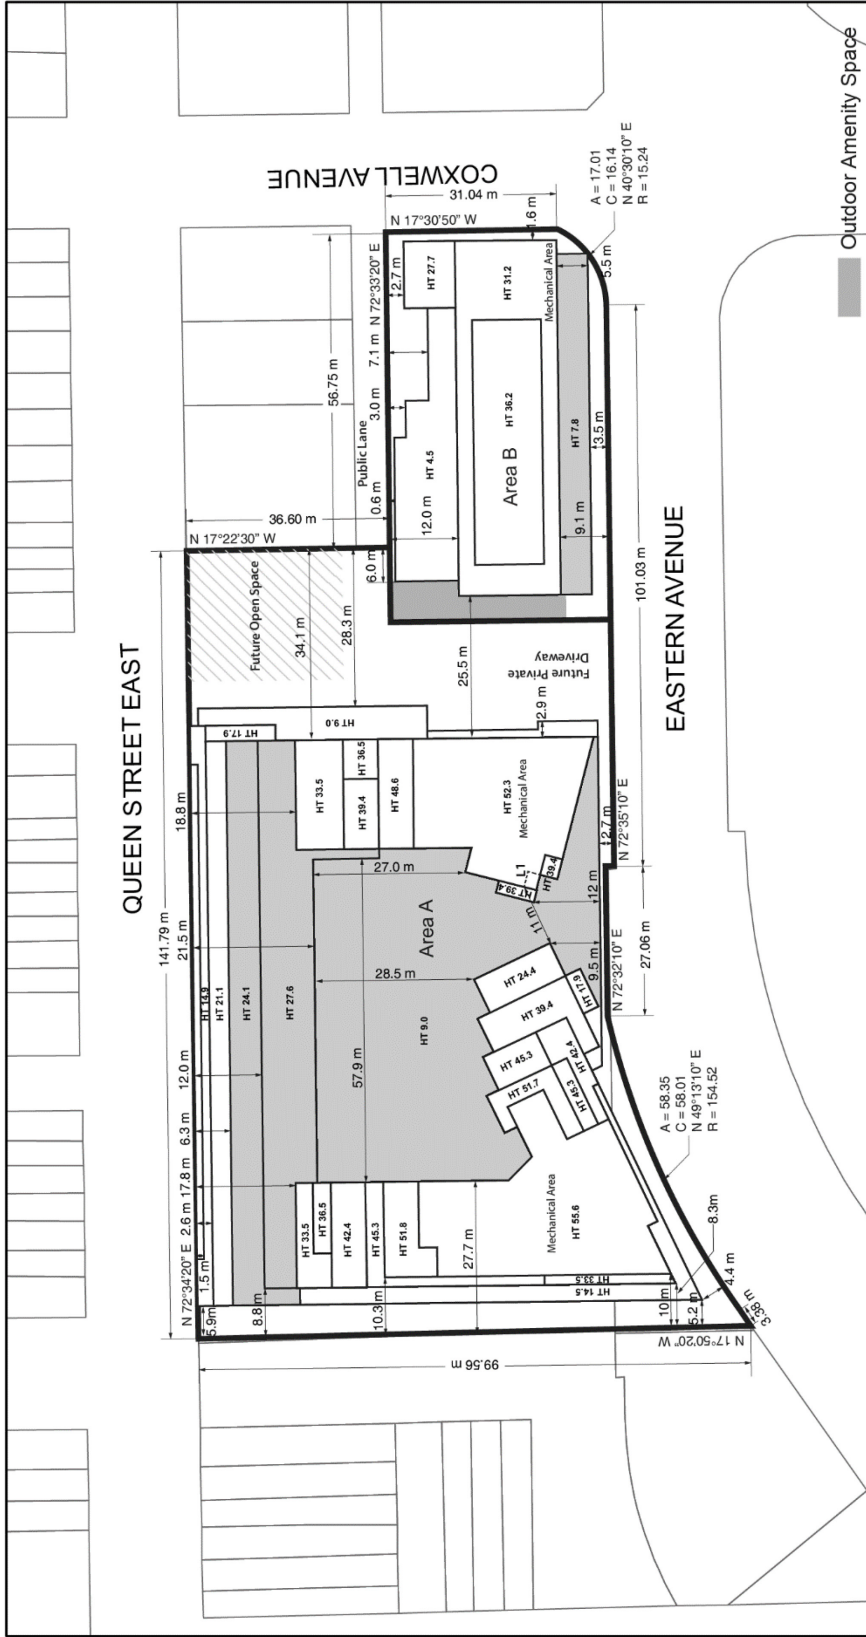 QUEEN STREET EAST
COXWELL AVENUE
EASTERN AVENUE
Outdoor Amenity Space
141.79 m
36.60 m
N 17°22'30" W
56.75 m
Public Lane
N 72°33'20" E
N 17°30'50" W
31.04 m
1.6 m
A = 17.01
C = 16.14
N 40°30'10" E
R = 15.24
5.5 m
2.7 m
7.1 m
3.0 m
0.6 m
6.0 m
12.0 m
HT 27.7
HT 31.2
Mechanical Area
HT 4.5
HT 36.2
Area B
HT 7.8
9.1 m
3.5 m
101.03 m
Future Open Space
34.1 m
28.3 m
25.5 m
Future Private
Driveway
2.9 m
N 72°34'20" E
1.5 m
2.6 m
17.8 m
6.3 m
12.0 m
21.5 m
18.8 m
5.9m
8.8 m
10.3 m
HT 14.9
HT 21.1
HT 24.1
HT 27.6
HT 17.9
HT 9.0
HT 33.5
HT 36.5
HT 39.4
HT 48.6
HT 52.3
Mechanical Area
L1
HT 39.4
HT 39.4
27.0 m
Area A
28.5 m
HT 9.0
57.9 m
11 m
12 m
9.5 m
2.7 m
N 72°35'10" E
N 72°32'10" E
27.06 m
HT 24.4
HT 17.9
HT 39.4
HT 42.4
HT 45.3
HT 45.3
HT 51.7
HT 33.5
HT 36.5
HT 42.4
HT 45.3
HT 51.8
27.7 m
Mechanical Area
HT 55.6
HT 33.5
HT 14.5
10 m
5.2 m
8.3m
4.4 m
3.38 m
A = 58.35
C = 58.01
N 49°13'10" E
R = 154.52
N 17°50'20" W
99.56 m